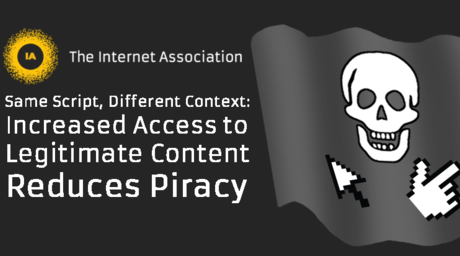 IA
The Internet Association
Same Script, Different Context:
Increased Access to
Legitimate Content
Reduces Piracy